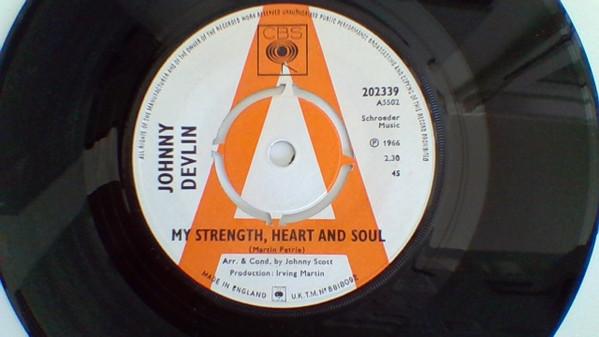 ALL RIGHTS OF THE MANUFACTURER AND OF THE OWNER OF THE RECORDED WORK RESERVED UNAUTHORISED PUBLIC PERFORMANCE BROADCASTING AND COPYING OF THIS RECORD PROHIBITED
CBS
202339
A5502
Schroeder
Music
Ⓟ 1966
2.30
45
JOHNNY
DEVLIN
A
MY STRENGTH, HEART AND SOUL
(Martin Petrie)
Arr. & Cond. by Johnny Scott
Production: Irving Martin
MADE IN ENGLAND
U.K.T.M. Nº 8918092